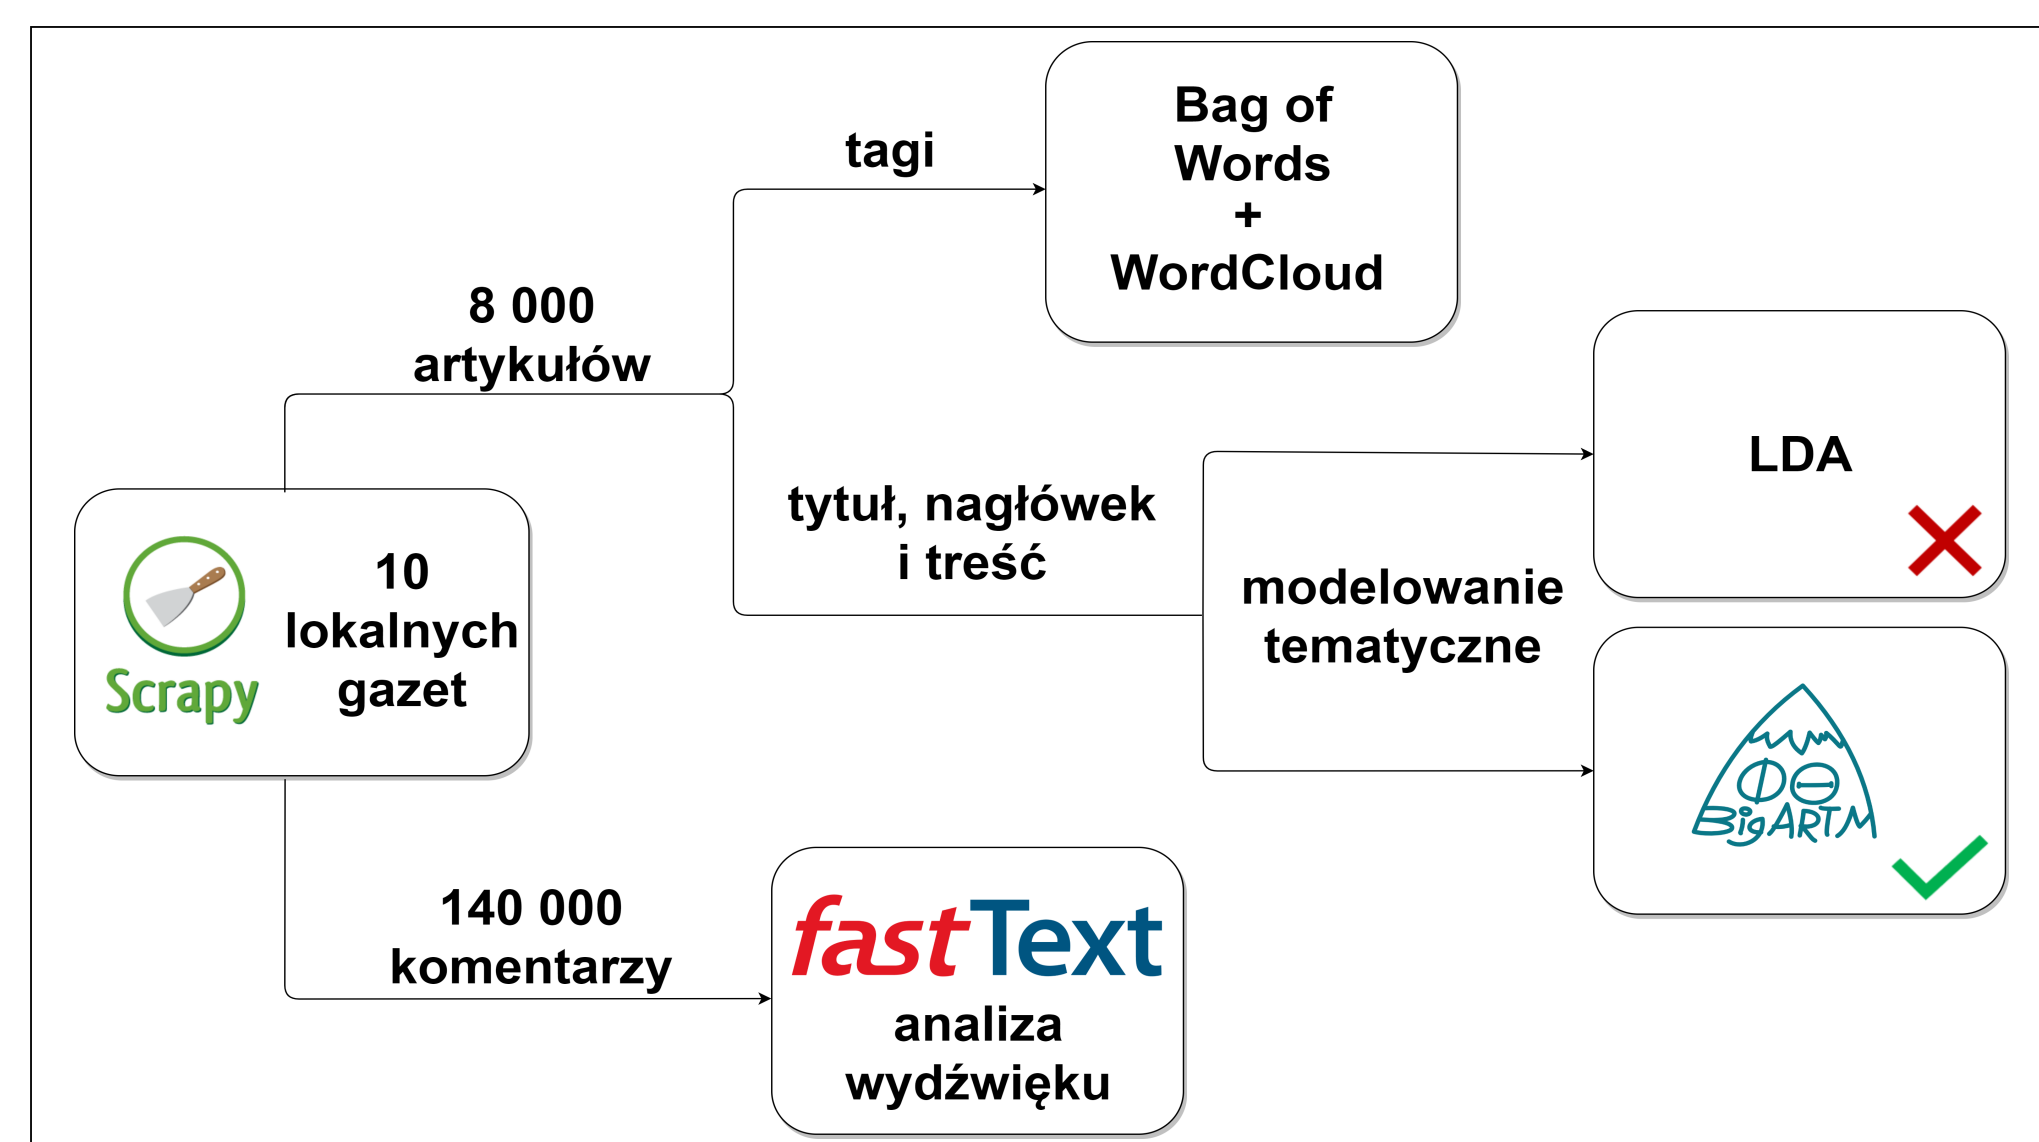 Bag of
Words
+
WordCloud
tagi
8 000
artykułów
LDA
tytuł, nagłówek
i treść
modelowanie
tematyczne
10
lokalnych
gazet
Scrapy
ΦΘ
BigARTM
140 000
komentarzy
fastText
analiza
wydźwięku